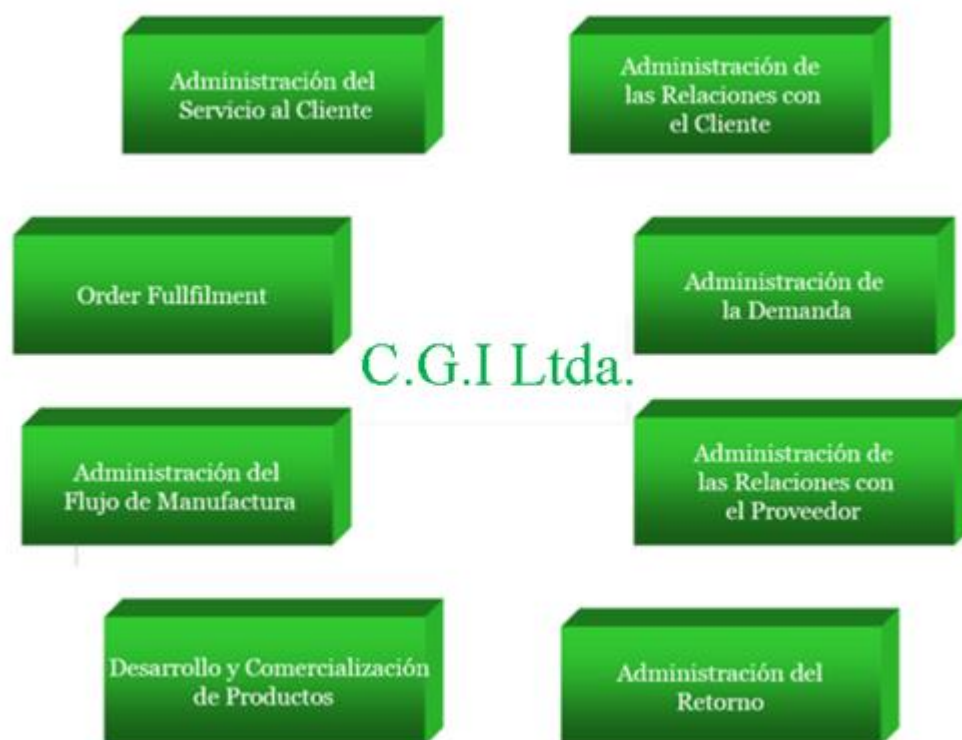 Administración del
Servicio al Cliente
Administración de
las Relaciones con
el Cliente
Order Fullfilment
Administración de
la Demanda
C.G.I Ltda.
Administración del
Flujo de Manufactura
Administración de
las Relaciones con
el Proveedor
Desarrollo y Comercialización
de Productos
Administración del
Retorno